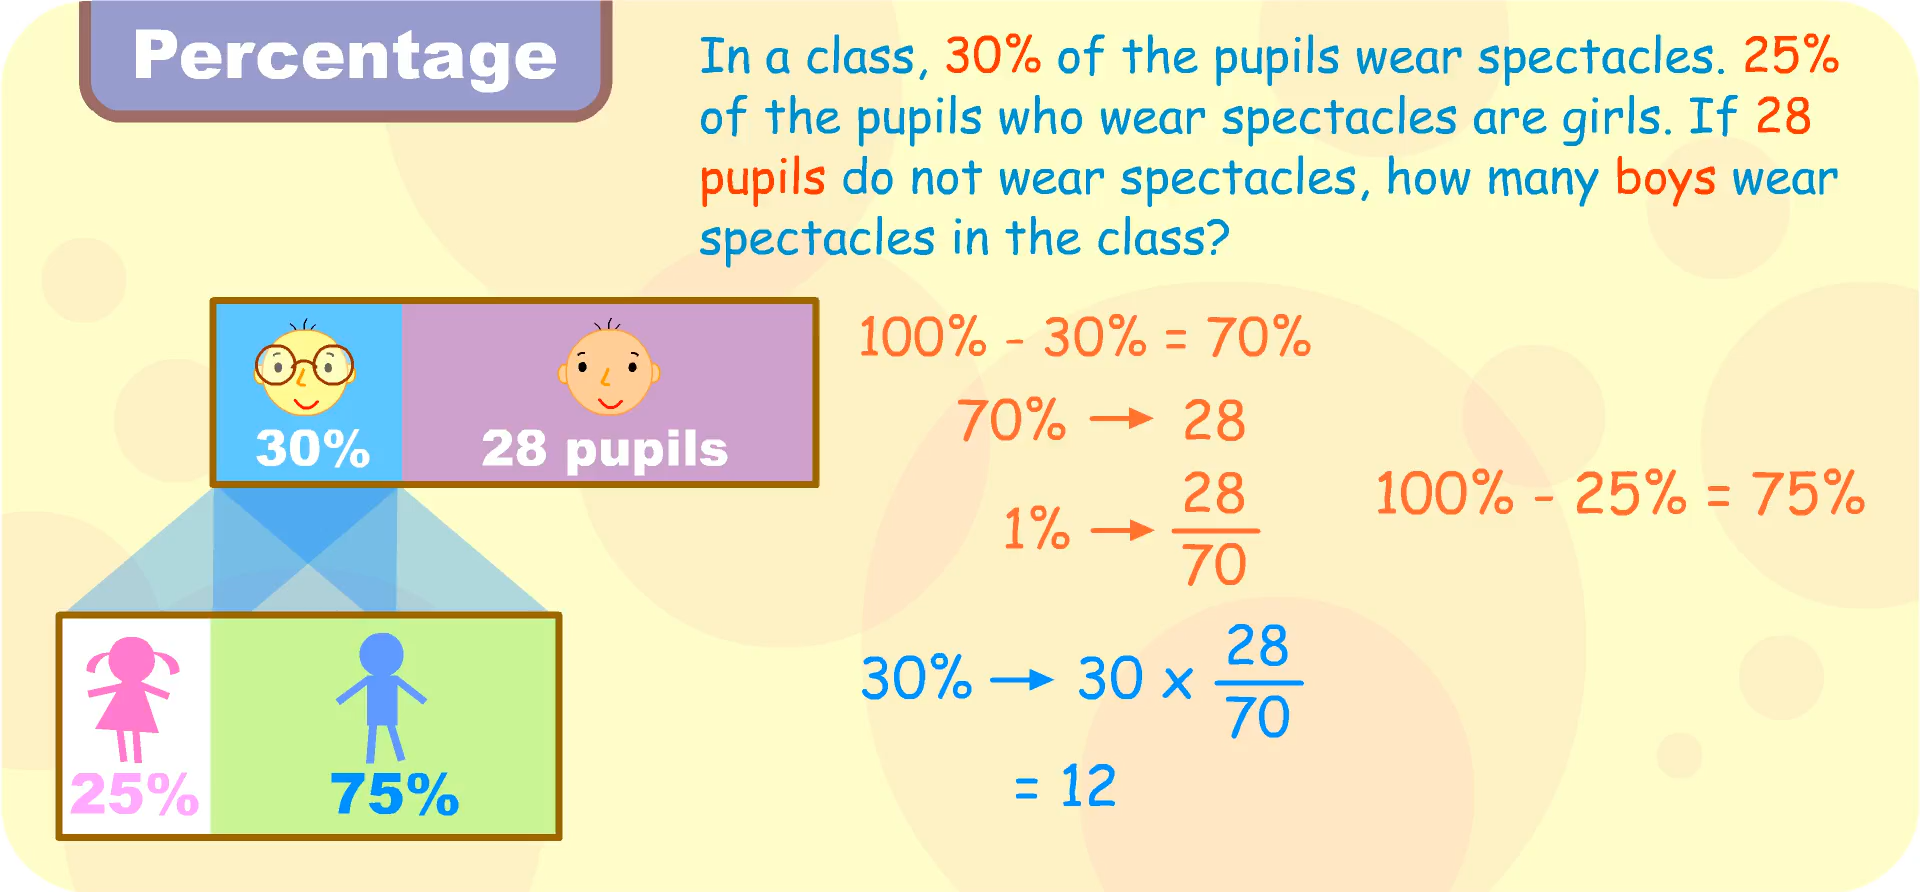 Percentage
In a class, 30% of the pupils wear spectacles. 25%
of the pupils who wear spectacles are girls. If 28
pupils do not wear spectacles, how many boys wear
spectacles in the class?
30%
28 pupils
25%
75%
100% - 30% = 70%
70% → 28
1% → 28/70
100% - 25% = 75%
30% → 30 x 28/70
= 12